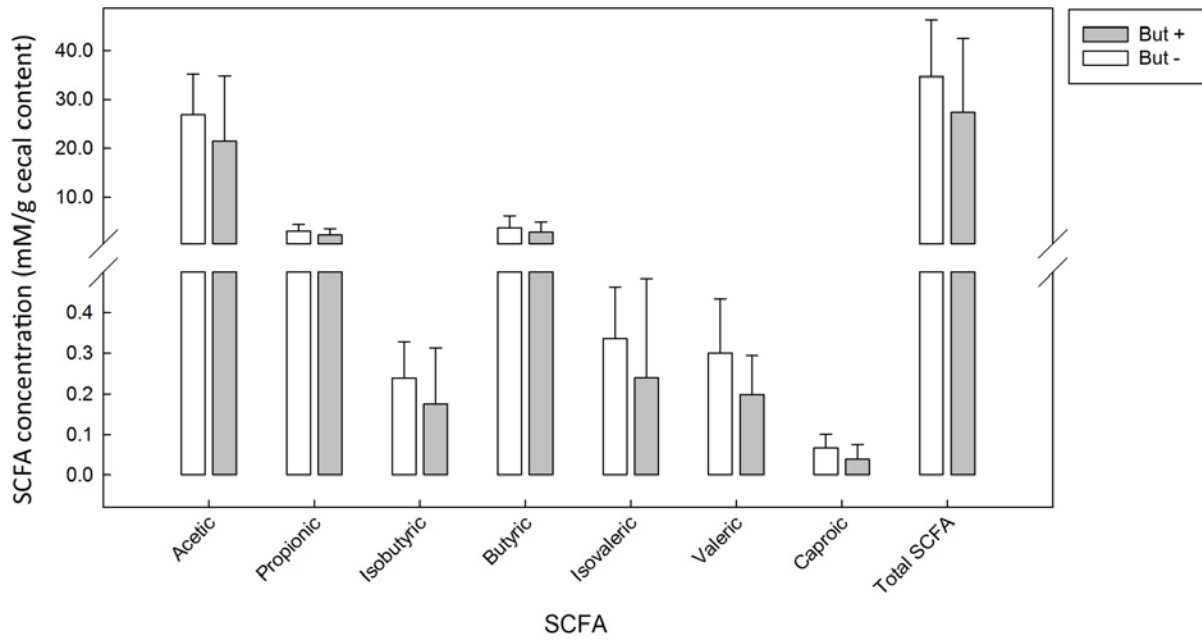 SCFA concentration (mM/g cecal content)
40.0
30.0
20.0
10.0
0.4
0.3
0.2
0.1
0.0
Acetic
Propionic
Isobutyric
Butyric
Isovaleric
Valeric
Caproic
Total SCFA
SCFA
But +
But -